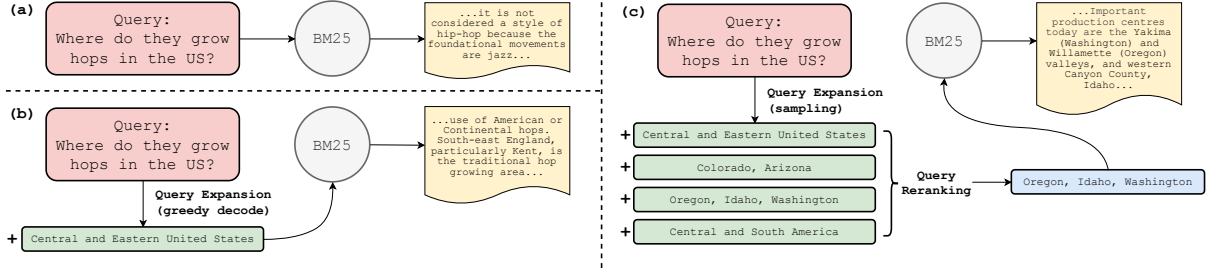 (a)
Query:
Where do they grow
hops in the US?
BM25
...it is not
considered a style of
hip-hop because the
foundational movements
are jazz...
(b)
Query:
Where do they grow
hops in the US?
Query Expansion
(greedy decode)
+ Central and Eastern United States
BM25
...use of American or
Continental hops.
South-east England,
particularly Kent, is
the traditional hop
growing area...
(c)
Query:
Where do they grow
hops in the US?
Query Expansion
(sampling)
+ Central and Eastern United States
+ Colorado, Arizona
+ Oregon, Idaho, Washington
+ Central and South America
Query
Reranking
Oregon, Idaho, Washington
BM25
...Important
production centres
today are the Yakima
(Washington) and
Willamette (Oregon)
valleys, and western
Canyon County,
Idaho...